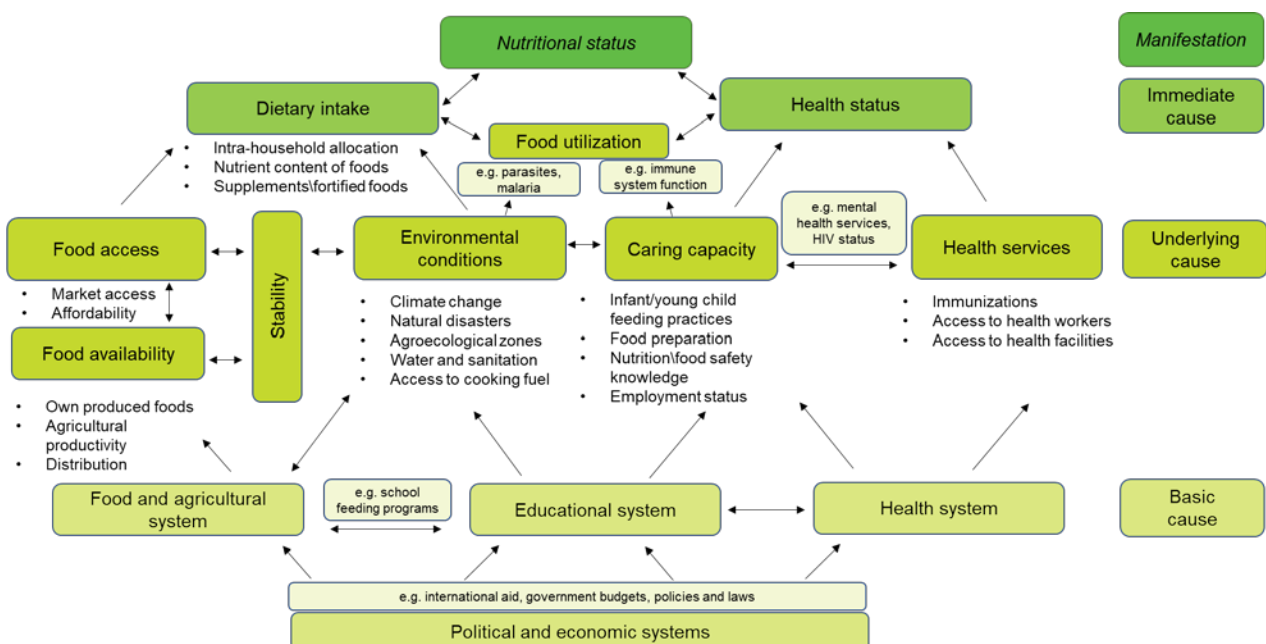 Nutritional status
Manifestation
Dietary intake
Health status
Immediate
cause
Food utilization
• Intra-household allocation
• Nutrient content of foods
• Supplements\fortified foods
e.g. parasites,
malaria
e.g. immune
system function
Food access
Stability
Environmental
conditions
Caring capacity
e.g. mental
health services,
HIV status
Health services
Underlying
cause
• Market access
• Affordability
Food availability
• Climate change
• Natural disasters
• Agroecological zones
• Water and sanitation
• Access to cooking fuel
• Infant/young child
feeding practices
• Food preparation
• Nutrition\food safety
knowledge
• Employment status
• Immunizations
• Access to health workers
• Access to health facilities
• Own produced foods
• Agricultural
productivity
• Distribution
Food and agricultural
system
e.g. school
feeding programs
Educational system
Health system
Basic
cause
e.g. international aid, government budgets, policies and laws
Political and economic systems